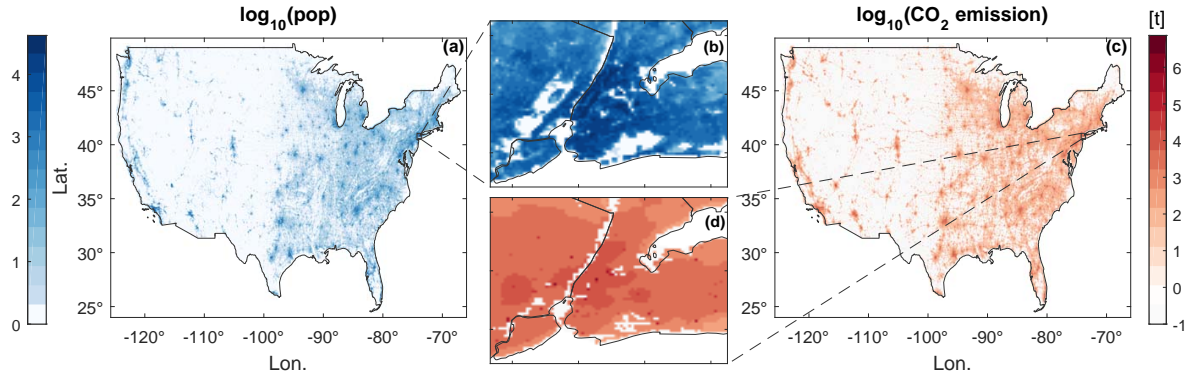 log₁₀(pop)
log₁₀(CO₂ emission)
[t]
(a)
(b)
(c)
(d)
4
3
2
1
0
Lat.
45°
40°
35°
30°
25°
-120° -110° -100° -90° -80° -70°
Lon.
45°
40°
35°
30°
25°
-120° -110° -100° -90° -80° -70°
Lon.
6
5
4
3
2
1
0
-1